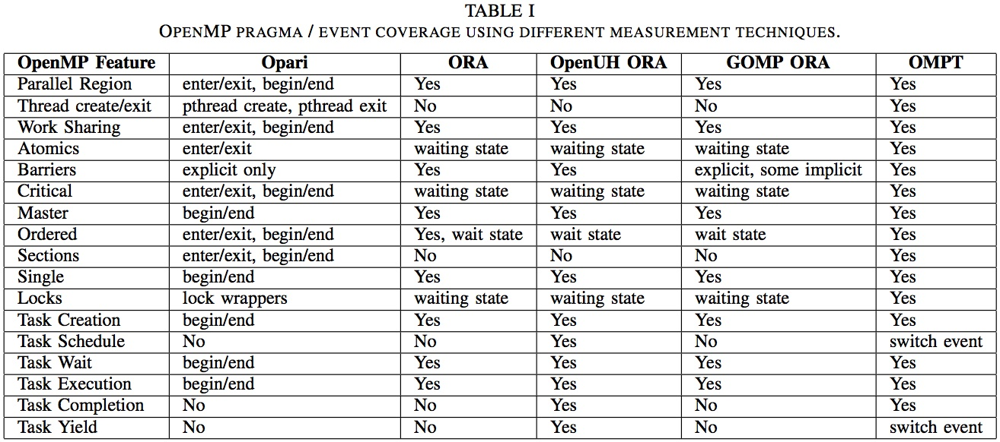 TABLE I
OPENMP PRAGMA / EVENT COVERAGE USING DIFFERENT MEASUREMENT TECHNIQUES.
OpenMP Feature Opari ORA OpenUH ORA GOMP ORA OMPT
Parallel Region enter/exit, begin/end Yes Yes Yes Yes
Thread create/exit pthread create, pthread exit No No No Yes
Work Sharing enter/exit, begin/end Yes Yes Yes Yes
Atomics enter/exit waiting state waiting state waiting state Yes
Barriers explicit only Yes Yes explicit, some implicit Yes
Critical enter/exit, begin/end waiting state waiting state waiting state Yes
Master begin/end Yes Yes Yes Yes
Ordered enter/exit, begin/end Yes, wait state wait state wait state Yes
Sections enter/exit, begin/end No No No Yes
Single begin/end Yes Yes Yes Yes
Locks lock wrappers waiting state waiting state waiting state Yes
Task Creation begin/end Yes Yes Yes Yes
Task Schedule No No Yes No switch event
Task Wait begin/end Yes Yes Yes Yes
Task Execution begin/end Yes Yes Yes Yes
Task Completion No No Yes No Yes
Task Yield No No Yes No switch event